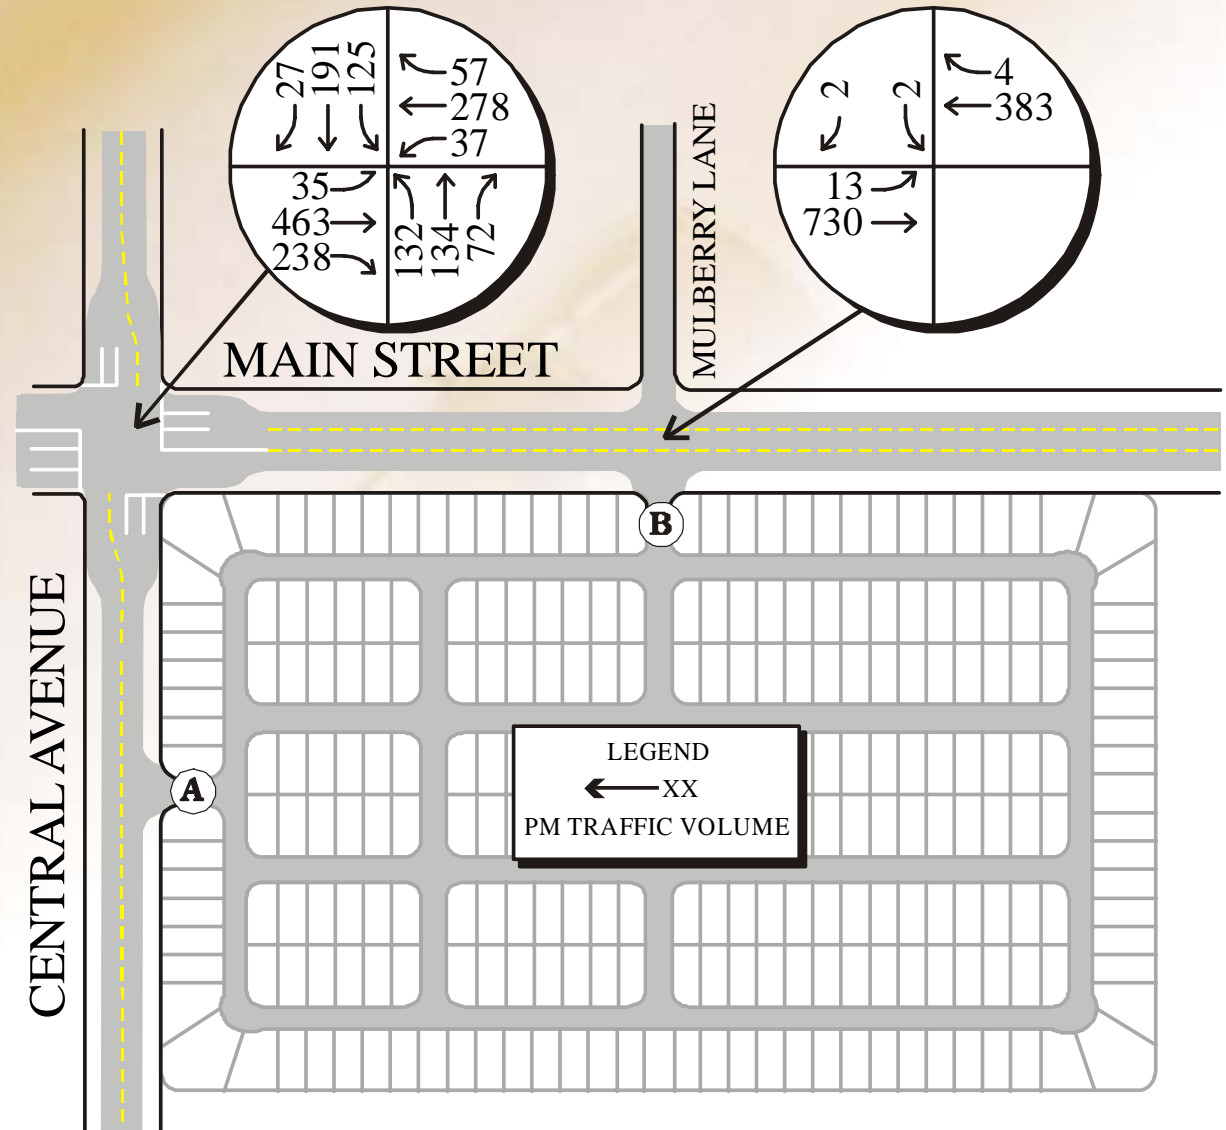 27
191
125
57
278
37
35
463
238
132
134
72
2
2
4
383
13
730
MULBERRY LANE
MAIN STREET
B
CENTRAL AVENUE
A
LEGEND
XX
PM TRAFFIC VOLUME